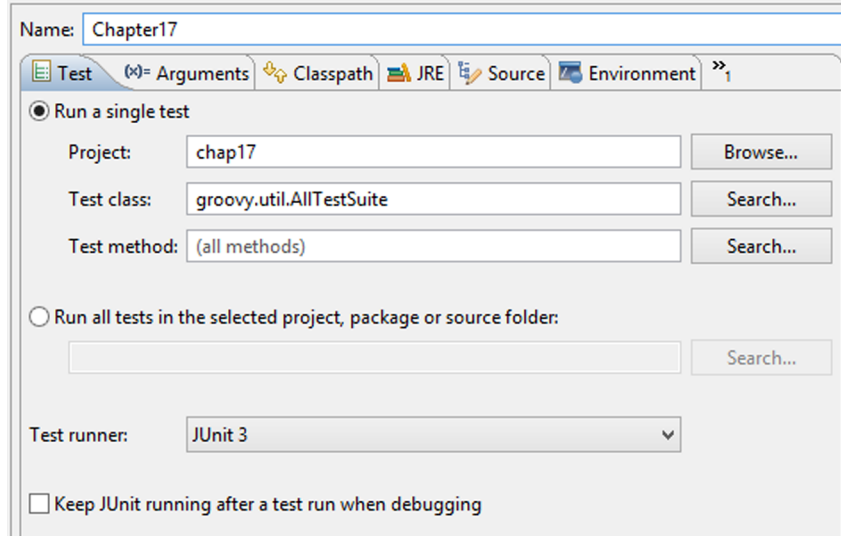 Name: Chapter17
Test (x)= Arguments Classpath JRE Source Environment »1
Run a single test
Project: chap17 Browse...
Test class: groovy.util.AllTestSuite Search...
Test method: (all methods) Search...
Run all tests in the selected project, package or source folder:
Search...
Test runner: JUnit 3
Keep JUnit running after a test run when debugging